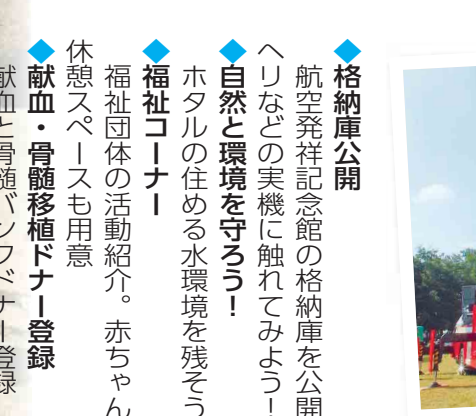 ◆格納庫公開
航空発祥記念館の格納庫を公開
ヘリなどの実機に触れてみよう！
◆自然と環境を守ろう！
ホタルの住める水環境を残そう
◆福祉コーナー
福祉団体の活動紹介。赤ちゃん
休憩スペースも用意
◆献血・骨髄移植ドナー登録
献血と骨髄バンクドナー登録